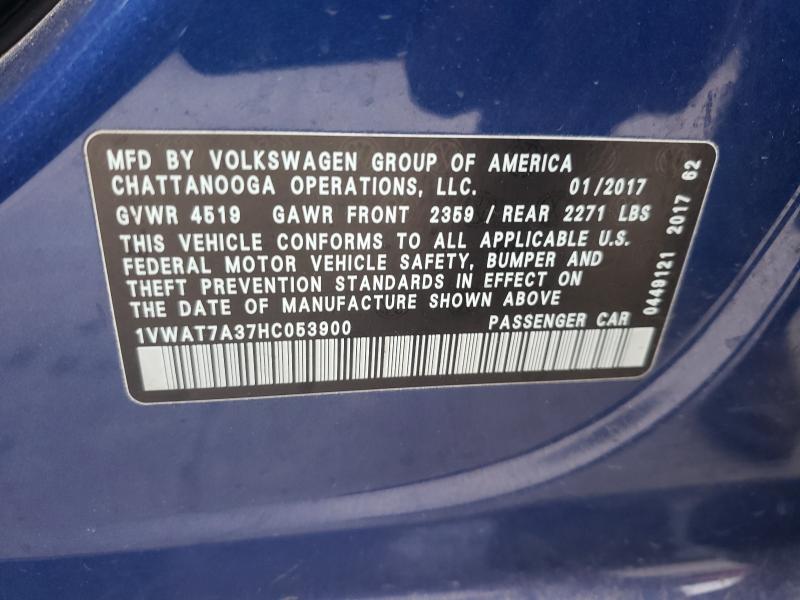 MFD BY VOLKSWAGEN GROUP OF AMERICA
CHATTANOOGA OPERATIONS, LLC. 01/2017
GVWR 4519 GAWR FRONT 2359 / REAR 2271 LBS
THIS VEHICLE CONFORMS TO ALL APPLICABLE U.S.
FEDERAL MOTOR VEHICLE SAFETY, BUMPER AND
THEFT PREVENTION STANDARDS IN EFFECT ON
THE DATE OF MANUFACTURE SHOWN ABOVE
1VWAT7A37HC053900 PASSENGER CAR
0449121 2017 62